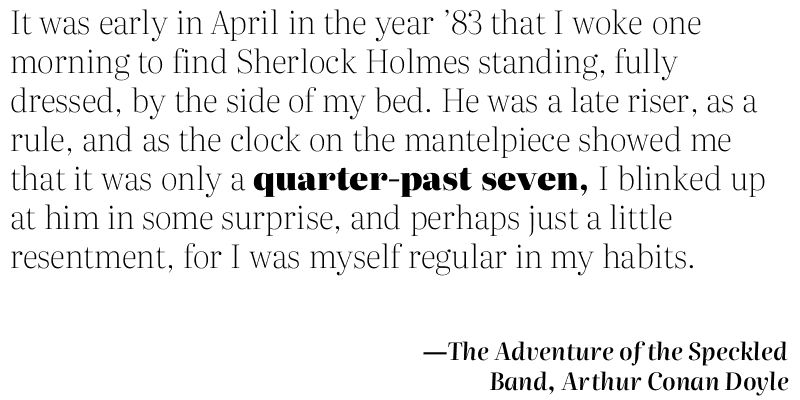 It was early in April in the year ’83 that I woke one
morning to find Sherlock Holmes standing, fully
dressed, by the side of my bed. He was a late riser, as a
rule, and as the clock on the mantelpiece showed me
that it was only a quarter-past seven, I blinked up
at him in some surprise, and perhaps just a little
resentment, for I was myself regular in my habits.
—The Adventure of the Speckled
Band, Arthur Conan Doyle